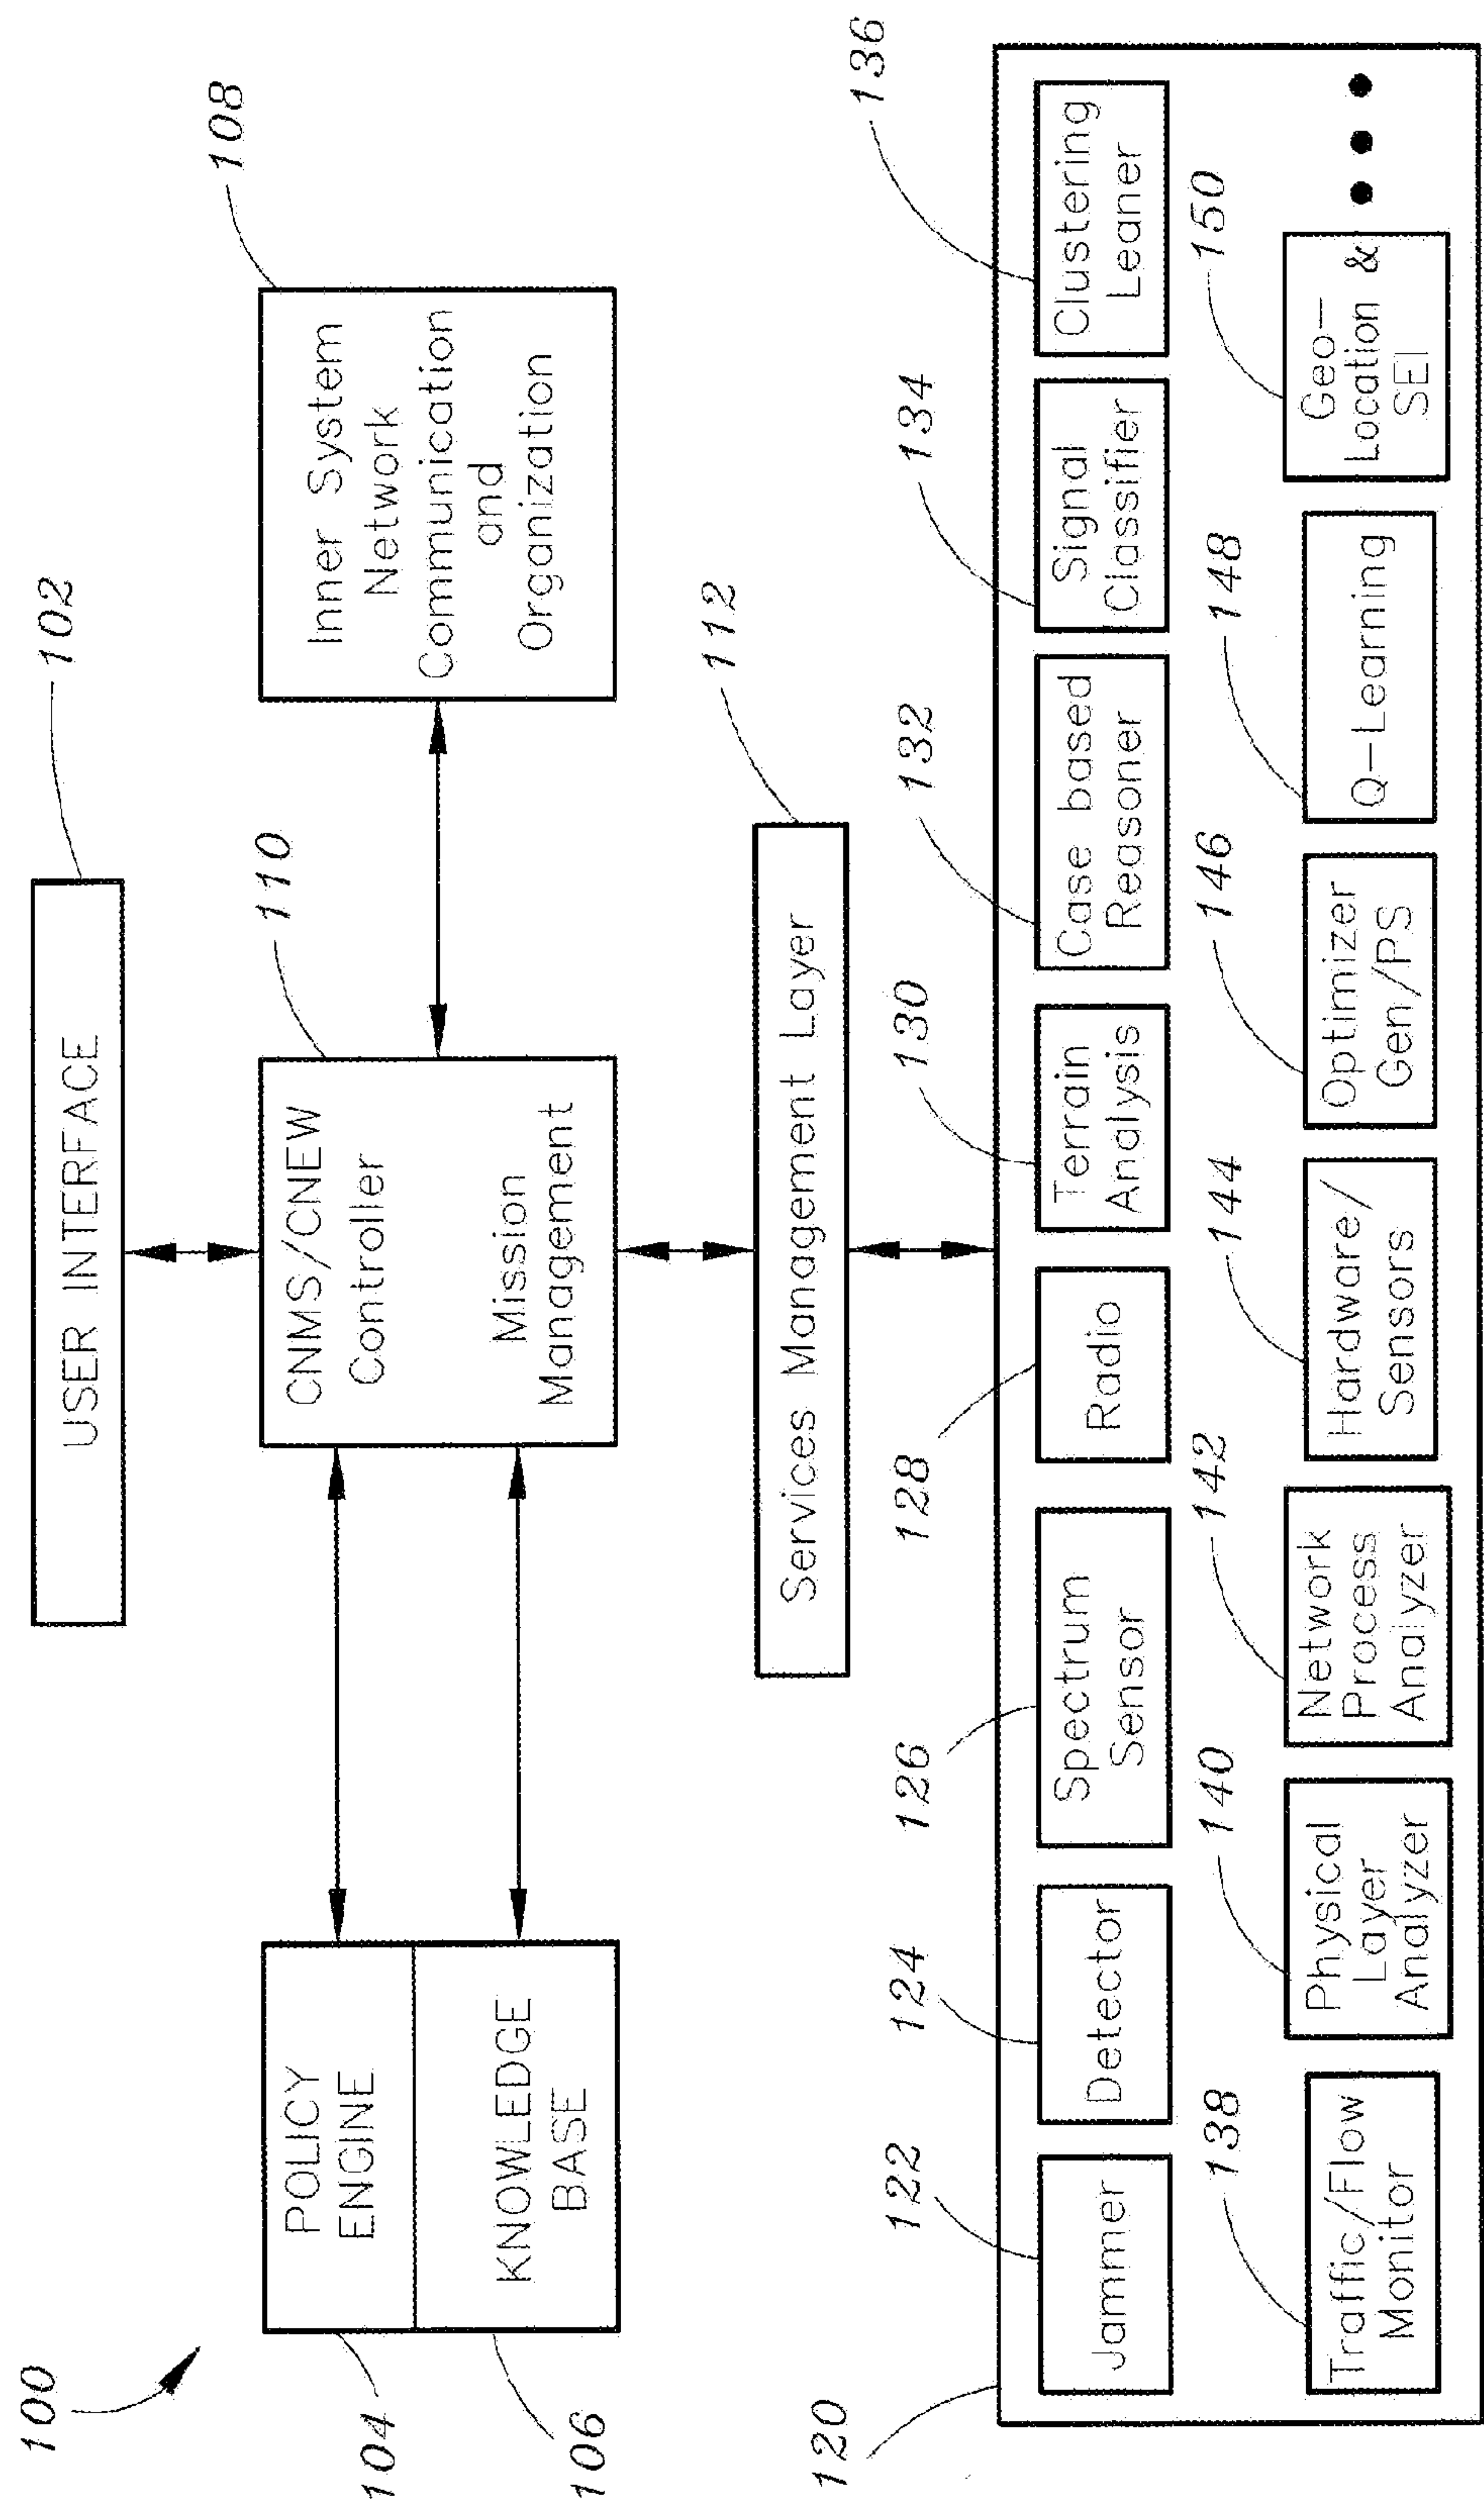 100
102
USER INTERFACE
104
POLICY
ENGINE
106
KNOWLEDGE
BASE
110
CNMS/CNEW
Controller
Mission
Management
108
Inner System
Network
Communication
and
Organization
112
Services Management Layer
120
122
Jammer
124
Detector
126
Spectrum
Sensor
128
Radio
130
Terrain
Analysis
132
Case based
Reasoner
134
Signal
Classifier
136
Clustering
Leaner
138
Traffic/Flow
Monitor
140
Physical
Layer
Analyzer
142
Network
Process
Analyzer
144
Hardware/
Sensors
146
Optimizer
Gen/PS
148
Q-Learning
150
Geo-
Location &
SEI